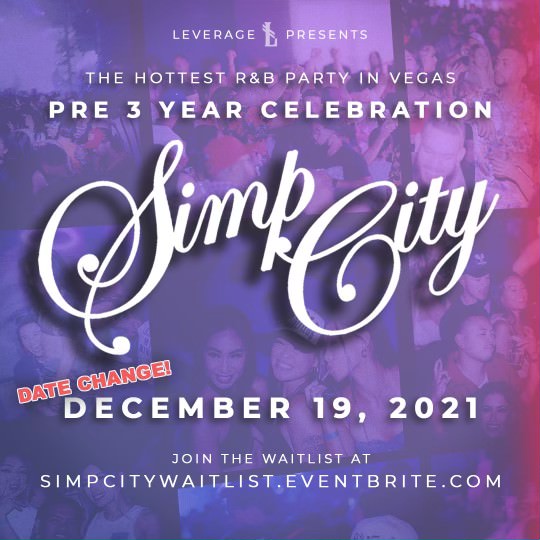 LEVERAGE L PRESENTS
THE HOTTEST R&B PARTY IN VEGAS
PRE 3 YEAR CELEBRATION
Simp City
DATE CHANGE!
DECEMBER 19, 2021
JOIN THE WAITLIST AT
SIMPCITYWAITLIST.EVENTBRITE.COM